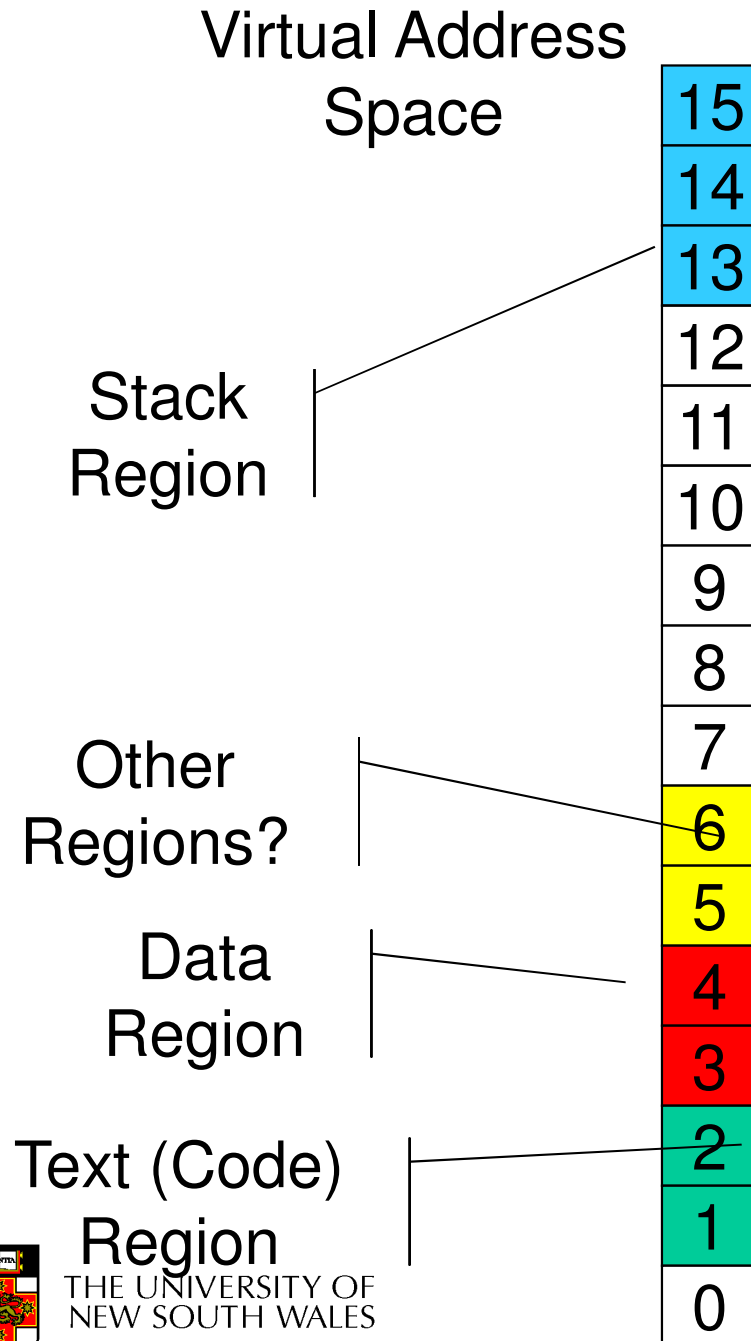 Virtual Address
Space
15
14
13
12
11
10
9
8
7
6
5
4
3
2
1
0
Stack
Region
Other
Regions?
Data
Region
Text (Code)
Region
THE UNIVERSITY OF
NEW SOUTH WALES